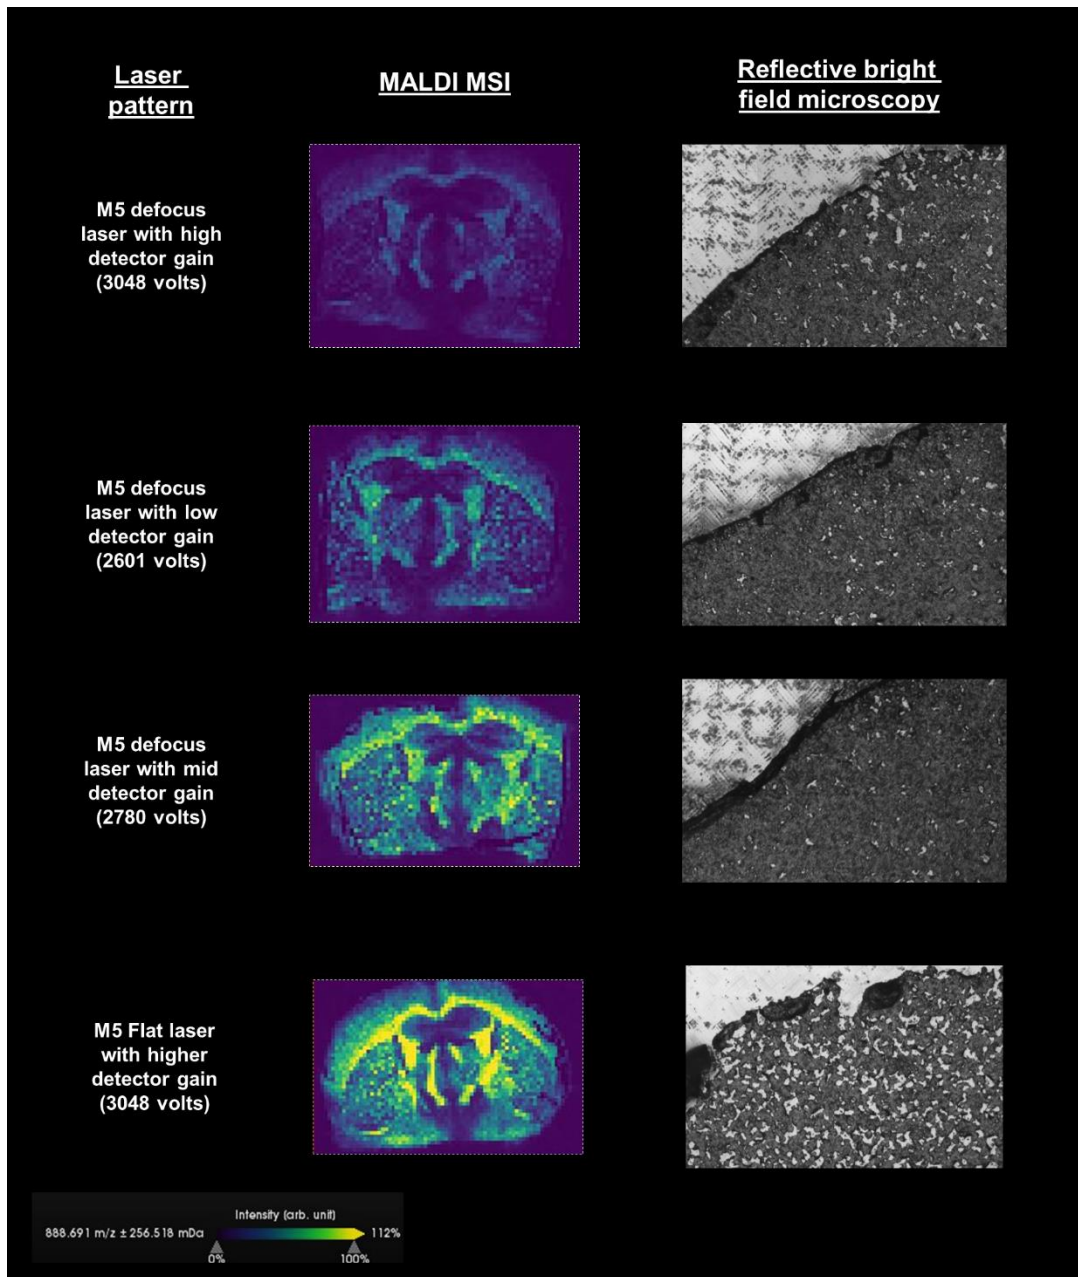 Laser
pattern
MALDI MSI
Reflective bright
field microscopy
M5 defocus
laser with high
detector gain
(3048 volts)
M5 defocus
laser with low
detector gain
(2601 volts)
M5 defocus
laser with mid
detector gain
(2780 volts)
M5 Flat laser
with higher
detector gain
(3048 volts)
Intensity (arb. unit)
888.691 m/z ± 256.518 mDa
112%
0%
100%